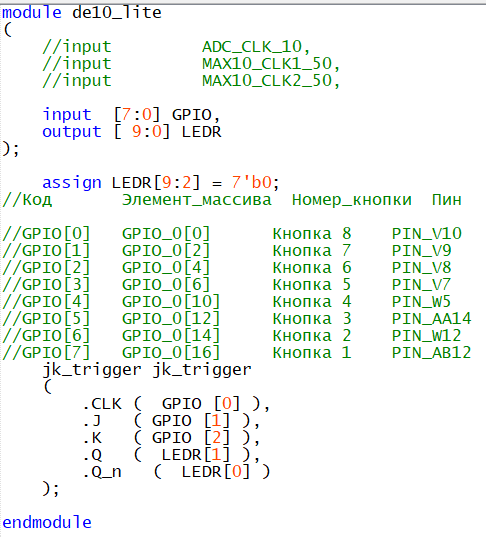 module de10_lite
(
    //input         ADC_CLK_10,
    //input         MAX10_CLK1_50,
    //input         MAX10_CLK2_50,
    input  [7:0] GPIO,
    output [ 9:0] LEDR
);
    assign LEDR[9:2] = 7'b0;
//Код       Элемент_массива  Номер_кнопки  Пин
//GPIO[0]   GPIO_0[0]      Кнопка 8    PIN_V10
//GPIO[1]   GPIO_0[2]      Кнопка 7    PIN_V9
//GPIO[2]   GPIO_0[4]      Кнопка 6    PIN_V8
//GPIO[3]   GPIO_0[6]      Кнопка 5    PIN_V7
//GPIO[4]   GPIO_0[10]     Кнопка 4    PIN_W5
//GPIO[5]   GPIO_0[12]     Кнопка 3    PIN_AA14
//GPIO[6]   GPIO_0[14]     Кнопка 2    PIN_W12
//GPIO[7]   GPIO_0[16]     Кнопка 1    PIN_AB12
    jk_trigger jk_trigger
    (
        .CLK (  GPIO [0] ),
        .J   ( GPIO [1] ),
        .K   ( GPIO [2] ),
        .Q   (  LEDR[1] ),
        .Q_n   (  LEDR[0] )
    );
endmodule